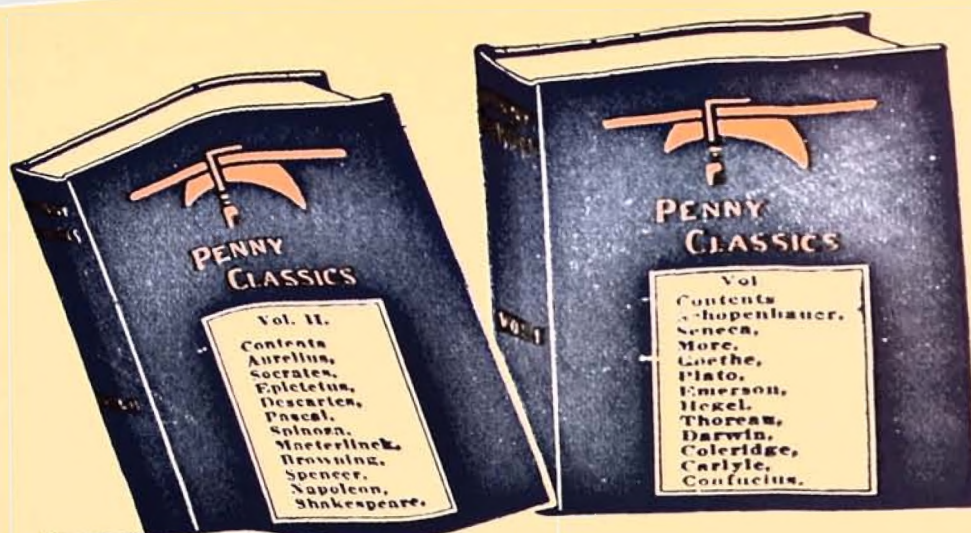 PENNY
CLASSICS
Vol. II.
Contents
Aurelius,
Socrates,
Epictetus,
Descartes,
Pascal,
Spinoza,
Maeterlinck,
Browning,
Spencer,
Napoleon,
Shakespeare.
VOL I
PENNY
CLASSICS
Vol
Contents
Schopenhauer,
Seneca,
More,
Goethe,
Plato,
Emerson,
Hegel,
Thoreau,
Darwin,
Coleridge,
Carlyle,
Confucius.